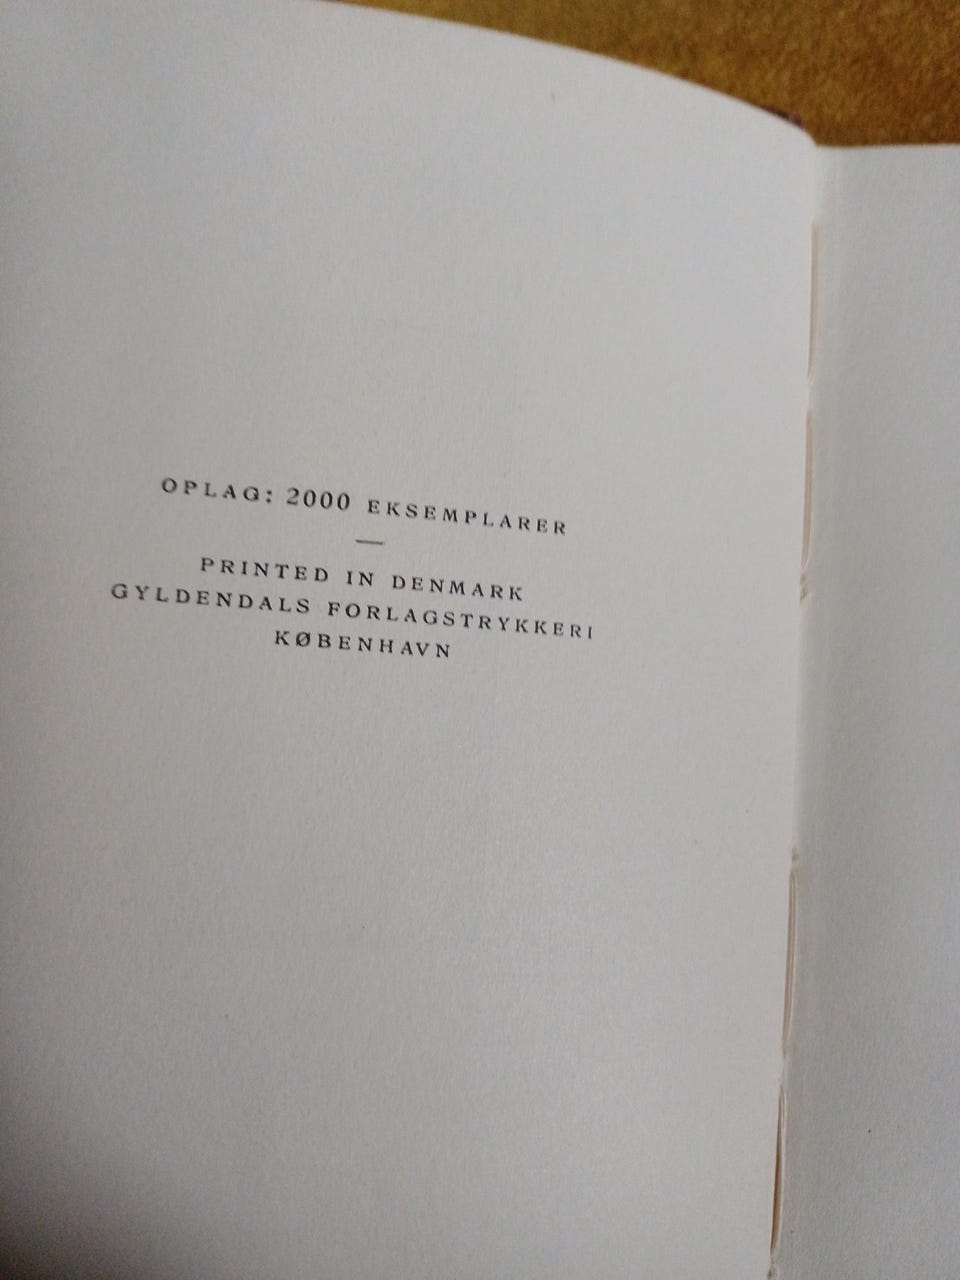 OPLAG: 2000 EKSEMPLARER
—
PRINTED IN DENMARK
GYLDENDALS FORLAGSTRYKKERI
KØBENHAVN